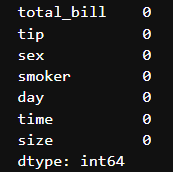 total_bill    0
tip           0
sex           0
smoker        0
day           0
time          0
size          0
dtype: int64